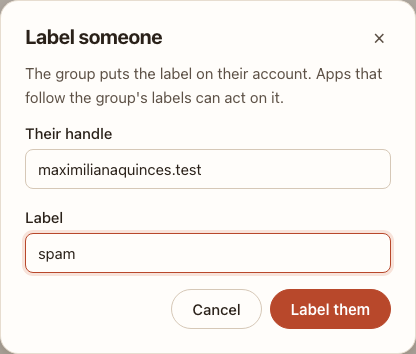 Label someone
×
The group puts the label on their account. Apps that
follow the group's labels can act on it.
Their handle
maximilianaquinces.test
Label
spam
Cancel
Label them